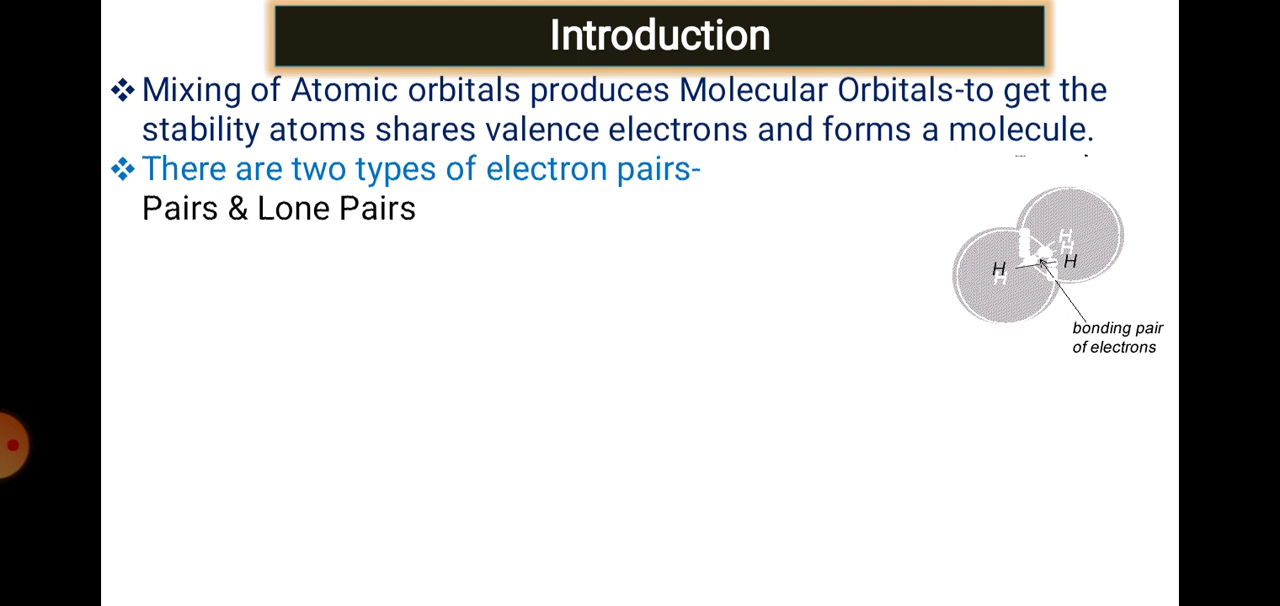 Introduction
❖ Mixing of Atomic orbitals produces Molecular Orbitals-to get the
stability atoms shares valence electrons and forms a molecule.
❖ There are two types of electron pairs-
Pairs & Lone Pairs
H
H
H
H
H
bonding pair
of electrons